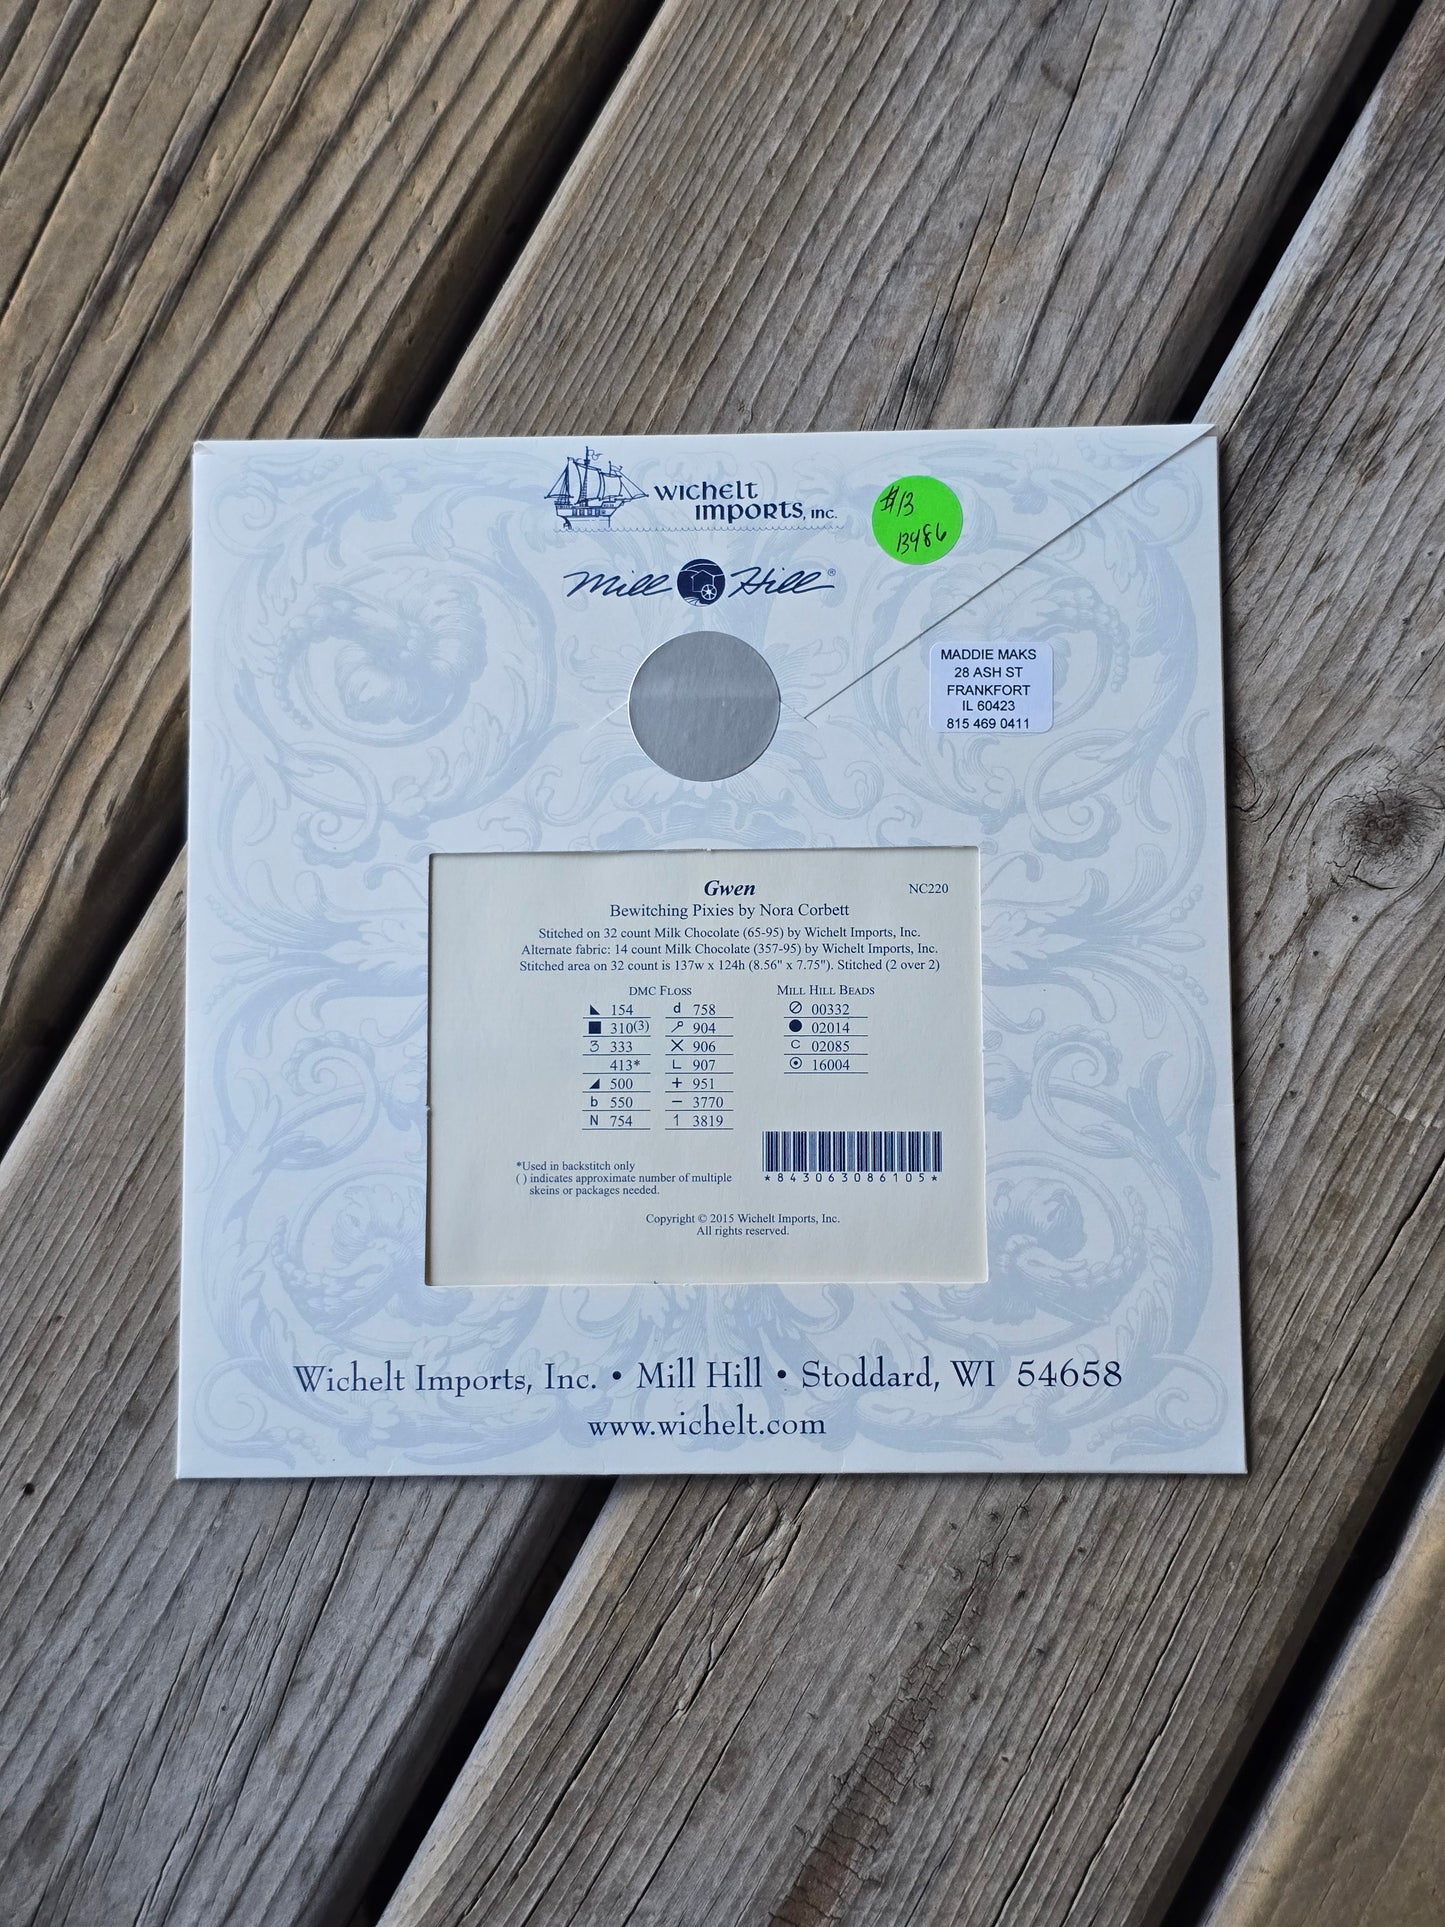 WICHELT
IMPORTS, INC.
$13
13486
Mill Hill®
MADDIE MAKS
28 ASH ST
FRANKFORT
IL 60423
815 469 0411
Gwen NC220
Bewitching Pixies by Nora Corbett
Stitched on 32 count Milk Chocolate (65-95) by Wichelt Imports, Inc.
Alternate fabric: 14 count Milk Chocolate (357-95) by Wichelt Imports, Inc.
Stitched area on 32 count is 137w x 124h (8.56" x 7.75"). Stitched (2 over 2)
DMC FLOSS
154
310(3)
3 333
413*
500
b 550
N 754
d 758
904
X 906
L 907
+ 951
– 3770
1 3819
MILL HILL BEADS
00332
02014
C 02085
16004
*Used in backstitch only
( ) indicates approximate number of multiple
skeins or packages needed.
*843063086105*
Copyright © 2015 Wichelt Imports, Inc.
All rights reserved.
Wichelt Imports, Inc. • Mill Hill • Stoddard, WI 54658
www.wichelt.com